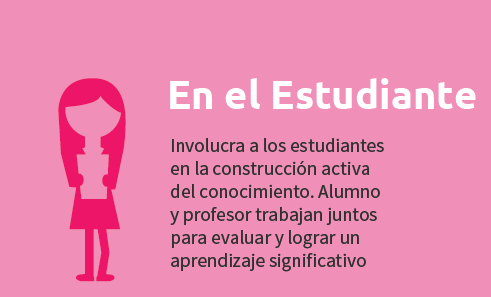 En el Estudiante
Involucra a los estudiantes
en la construcción activa
del conocimiento. Alumno
y profesor trabajan juntos
para evaluar y lograr un
aprendizaje significativo